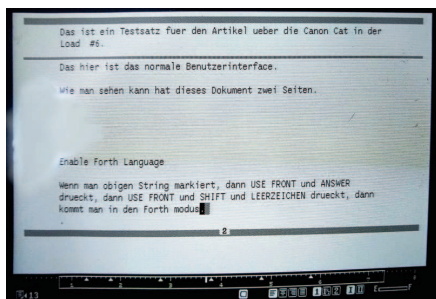 Das ist ein Testsatz fuer den Artikel ueber die Canon Cat in der
Load #6.
Das hier ist das normale Benutzerinterface.
Wie man sehen kann hat dieses Dokument zwei Seiten.
Enable Forth Language
Wenn man obigen String markiert, dann USE FRONT und ANSWER
drueckt, dann USE FRONT und SHIFT und LEERZEICHEN drueckt, dann
kommt man in den Forth modus.
2